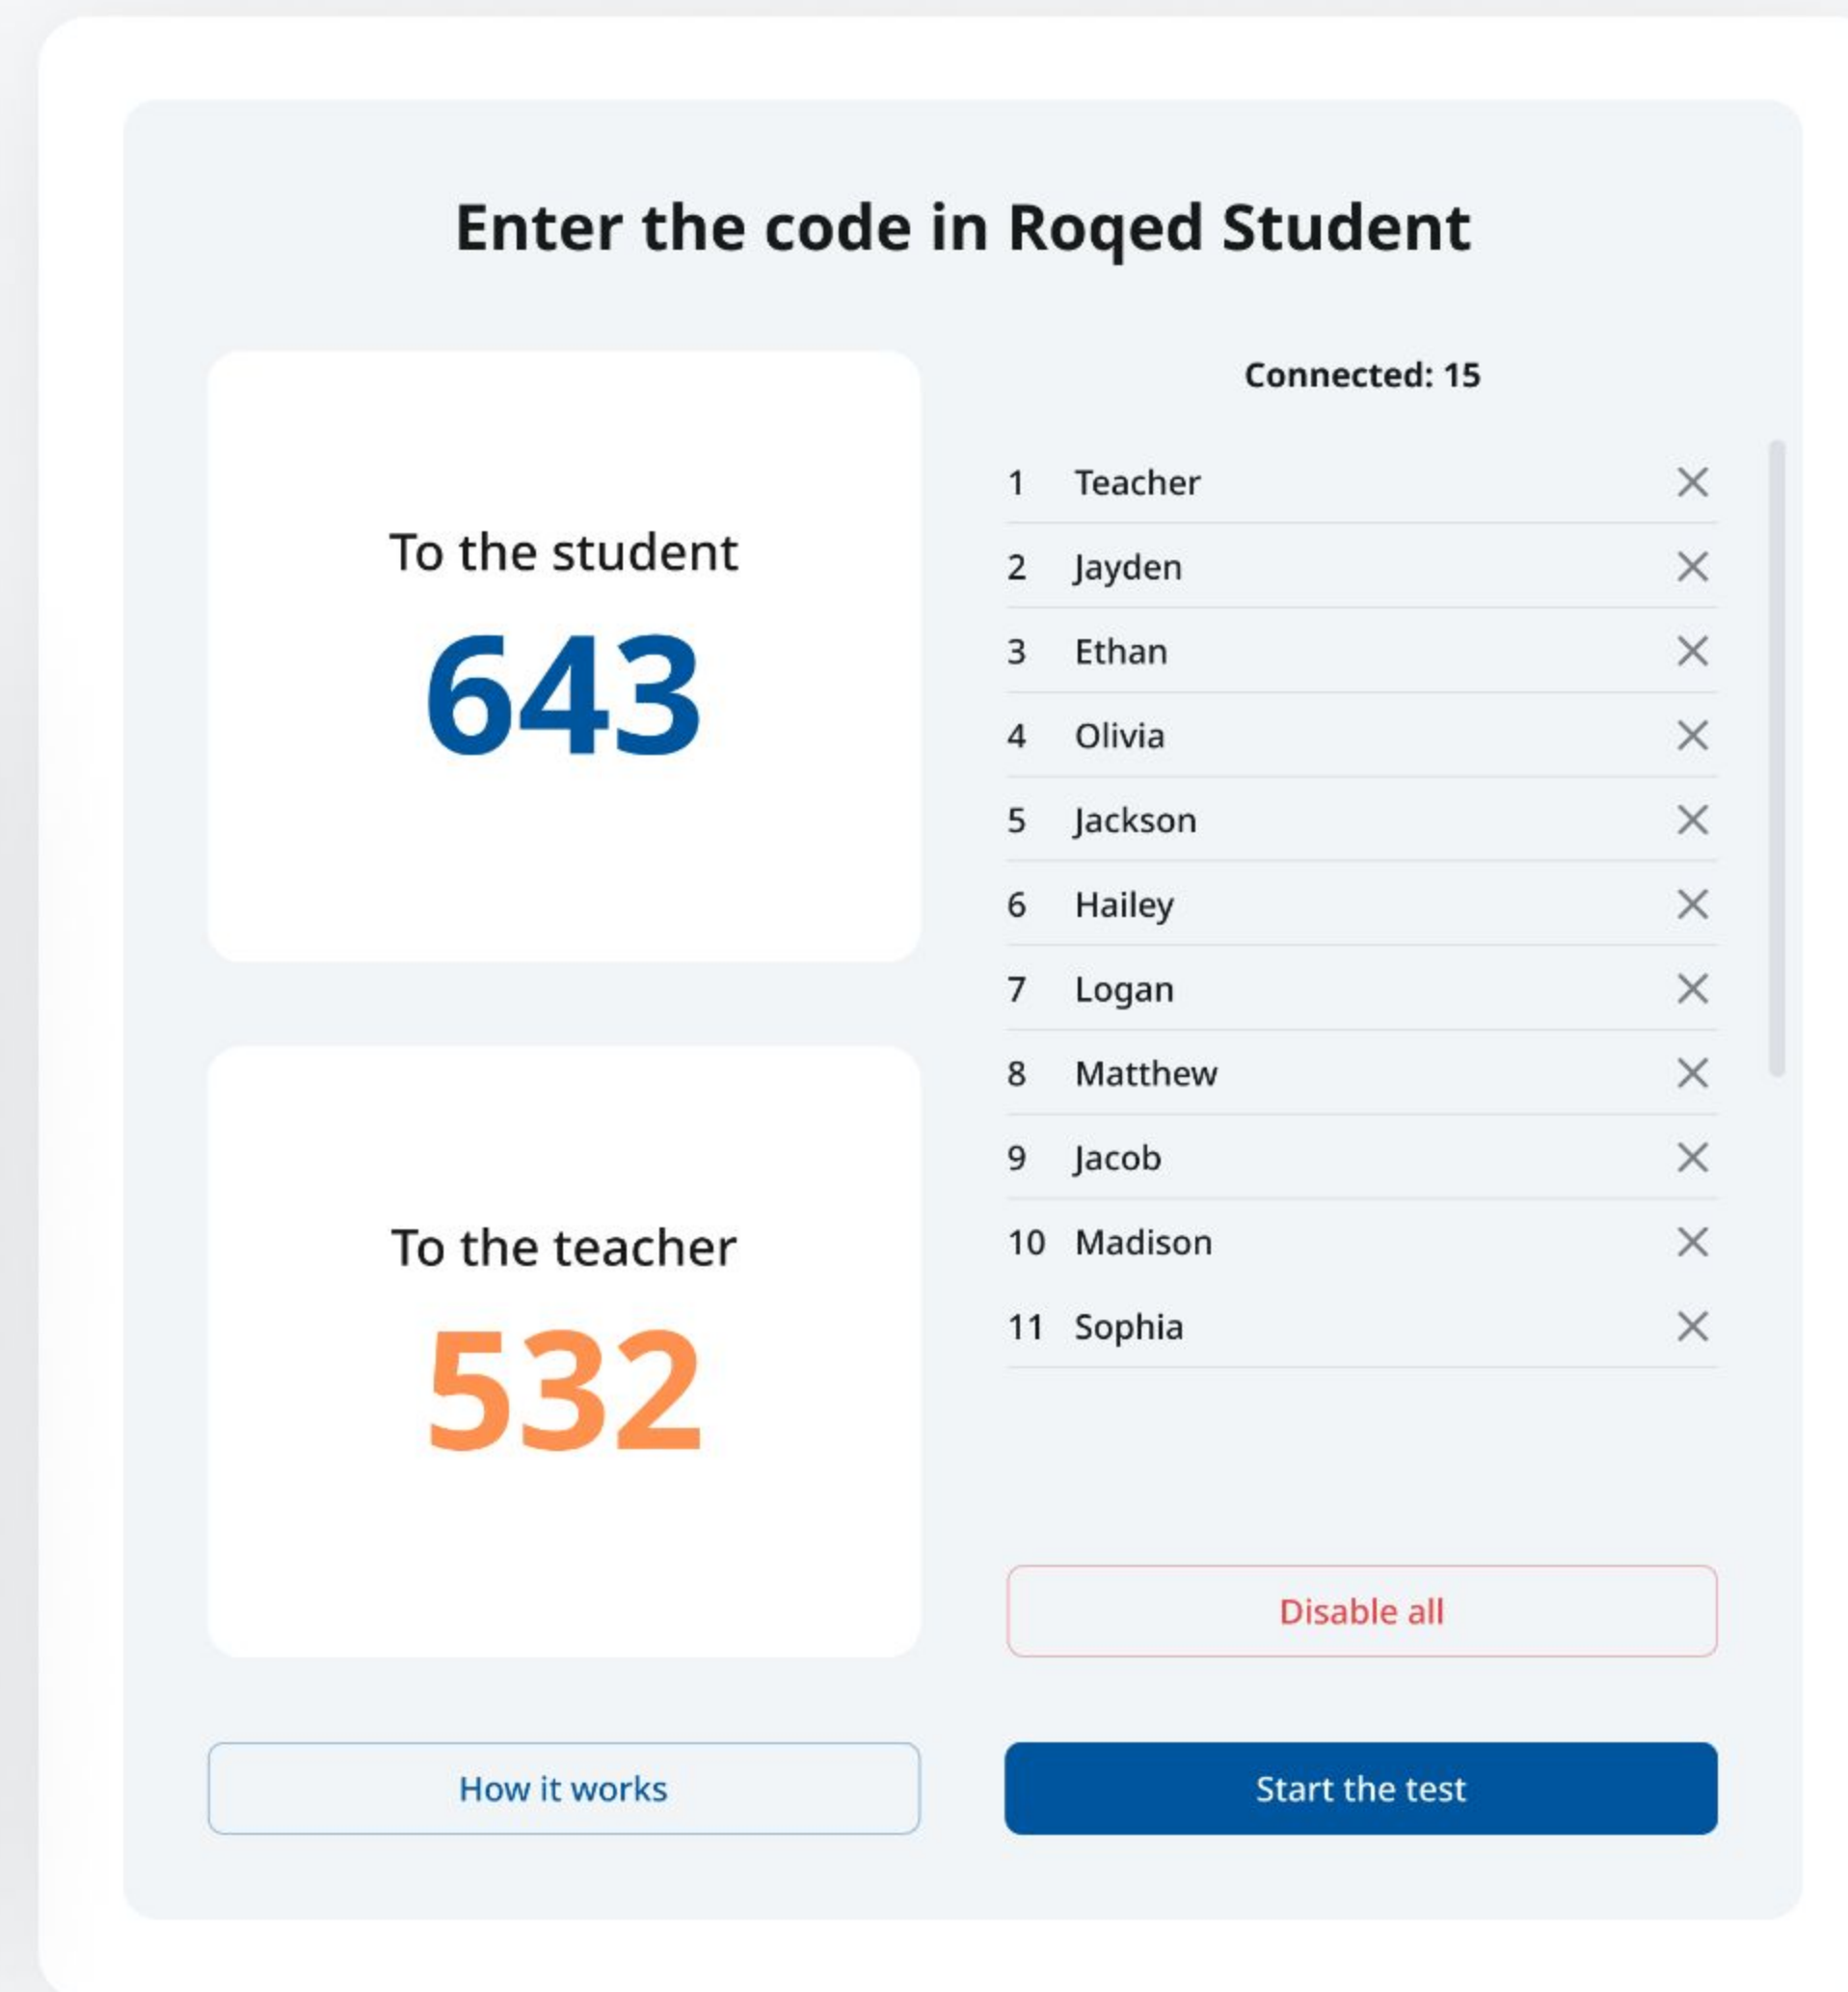 Enter the code in Roqed Student
To the student
643
To the teacher
532
How it works
Connected: 15
1 Teacher
2 Jayden
3 Ethan
4 Olivia
5 Jackson
6 Hailey
7 Logan
8 Matthew
9 Jacob
10 Madison
11 Sophia
Disable all
Start the test